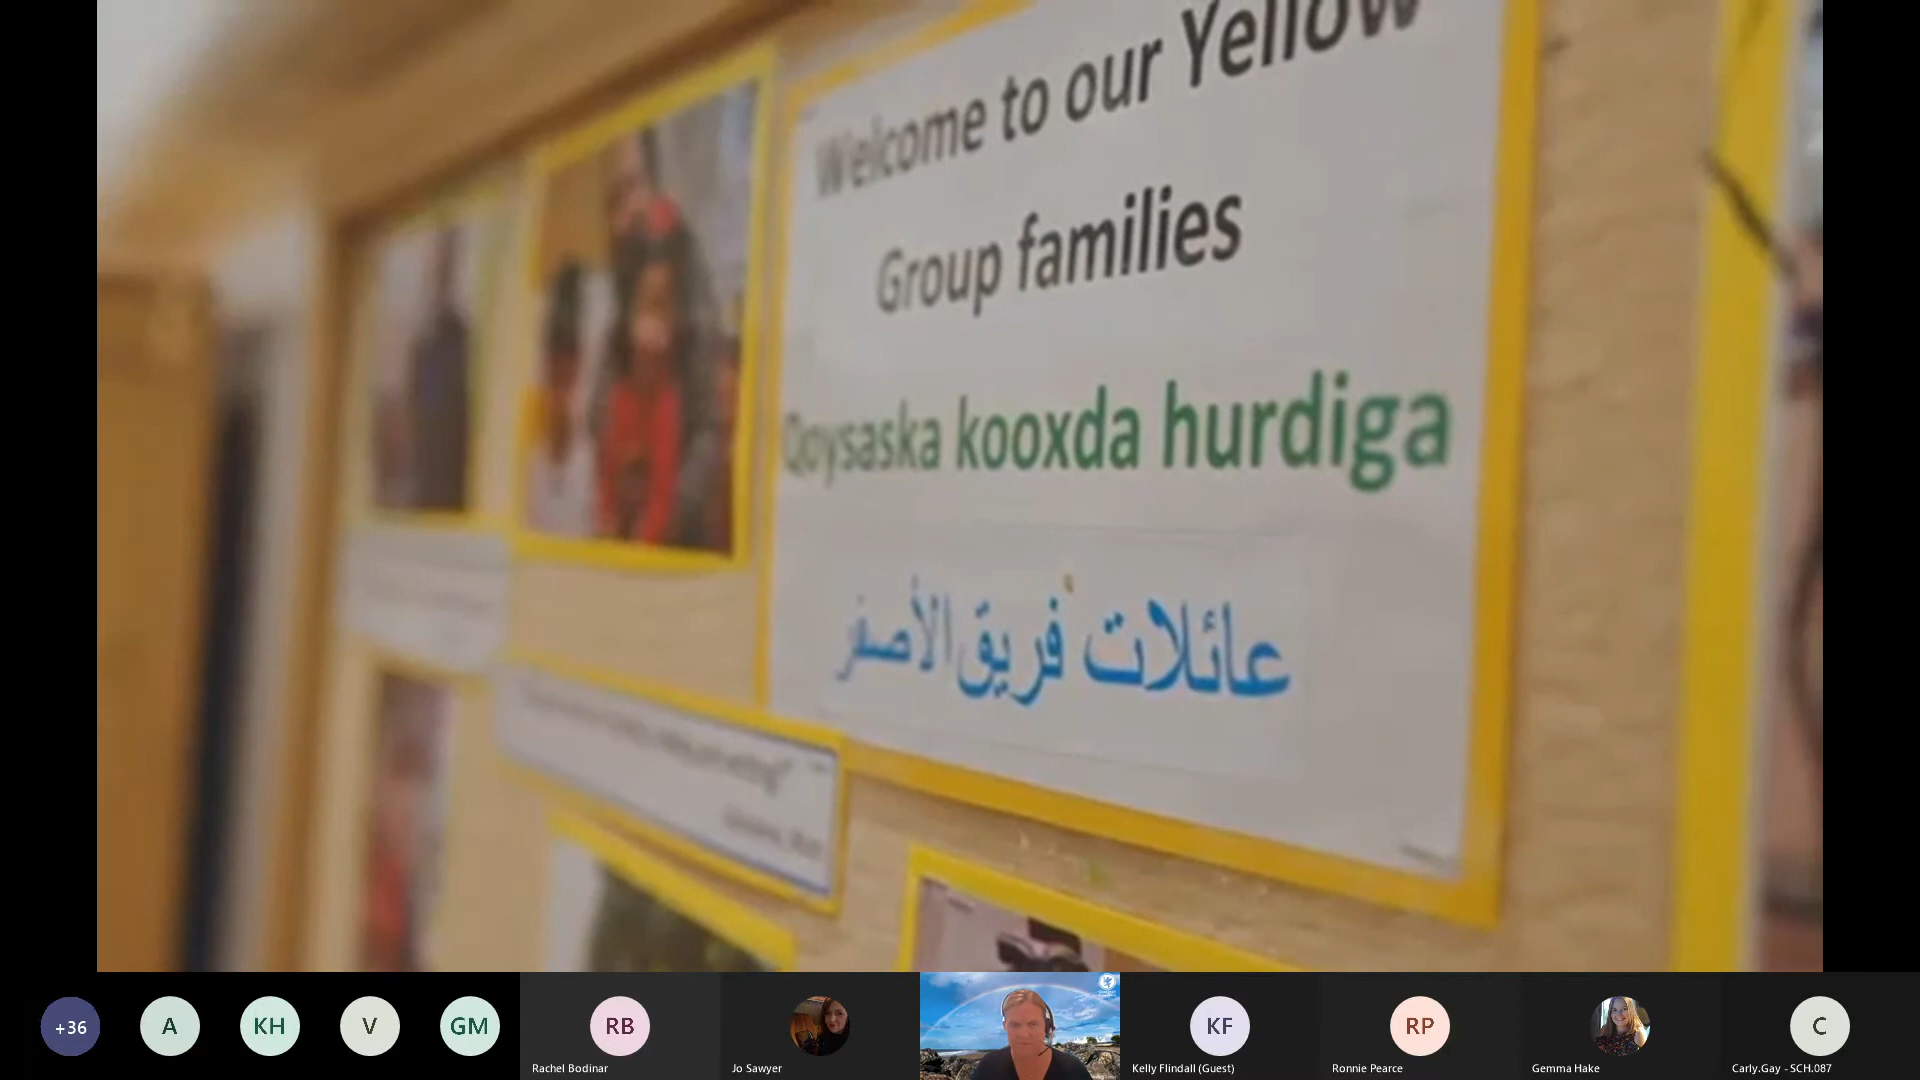 Welcome to our Yellow
Group families
Qoysaska kooxda hurdiga
عائلات فريق الأصفر
+36
A
KH
V
GM
RB
Rachel Bodinar
Jo Sawyer
KF
Kelly Flindall (Guest)
RP
Ronnie Pearce
Gemma Hake
C
Carly.Gay - SCH.087